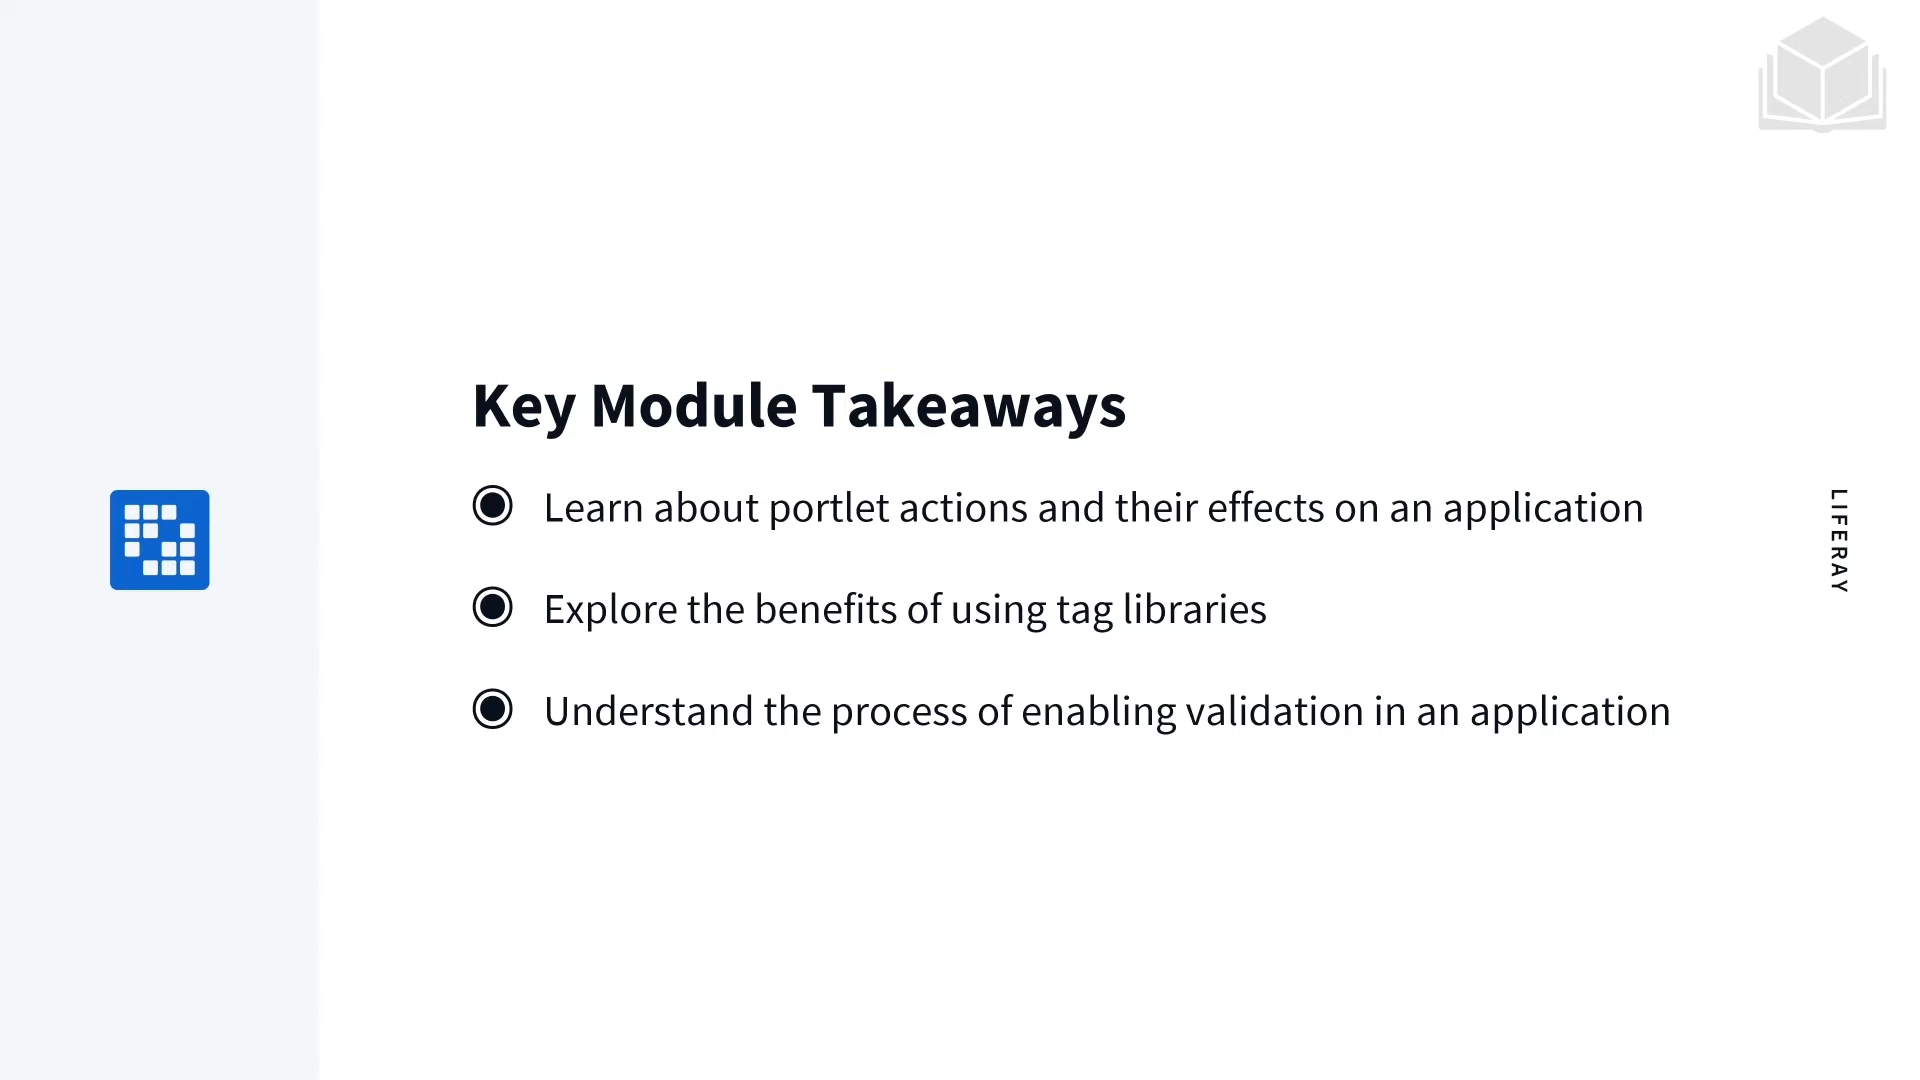 Key Module Takeaways
Learn about portlet actions and their effects on an application
Explore the benefits of using tag libraries
Understand the process of enabling validation in an application
LIFERAY